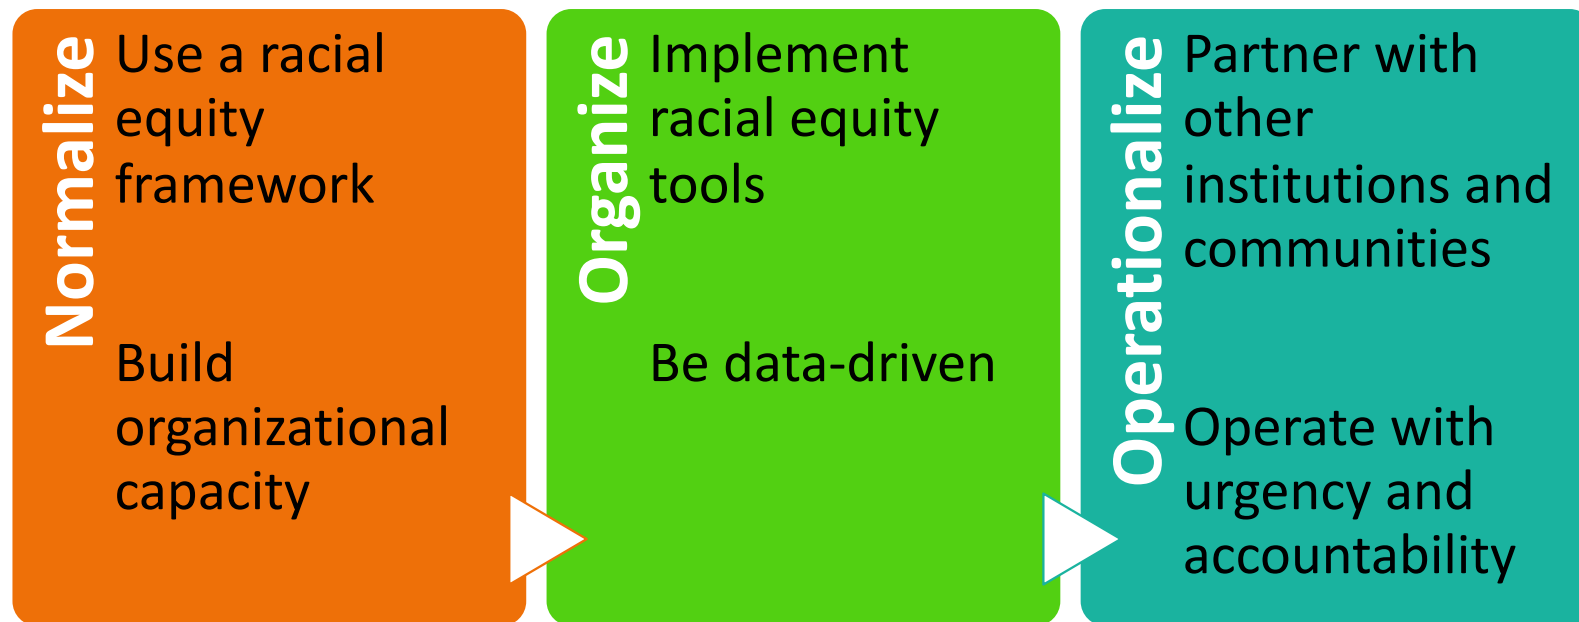 Normalize
Use a racial
equity
framework
Build
organizational
capacity
Organize
Implement
racial equity
tools
Be data-driven
Operationalize
Partner with
other
institutions and
communities
Operate with
urgency and
accountability